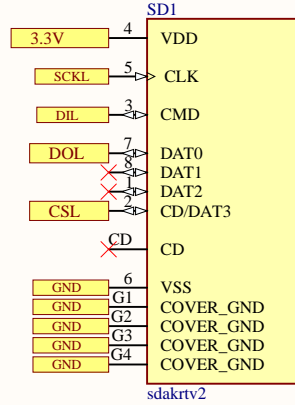 SD1
3.3V 4 VDD
SCKL 5 CLK
DIL 3 CMD
DOL 7 DAT0
8 DAT1
1 DAT2
CSL 2 CD/DAT3
CD CD
GND 6 VSS
GND G1 COVER_GND
GND G2 COVER_GND
GND G3 COVER_GND
GND G4 COVER_GND
sdakrtv2